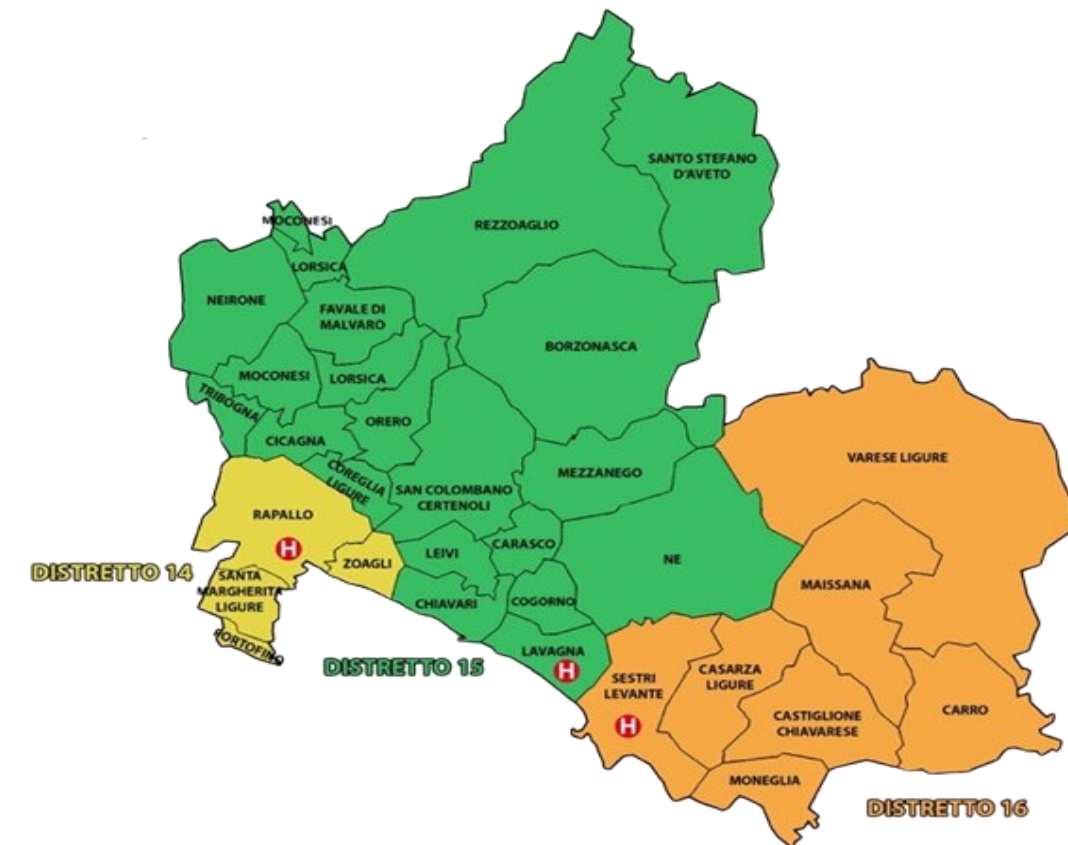 SANTO STEFANO
D'AVETO
MOCONESI
REZZOAGLIO
LORSICA
NEIRONE
FAVALE DI
MALVARO
BORZONASCA
MOCONESI
LORSICA
TRIBOGNA
ORERO
CICAGNA
VARESE LIGURE
COREGLIA
LIGURE
MEZZANEGO
SAN COLOMBANO
CERTENOLI
RAPALLO
H
CARASCO
LEIVI
NE
ZOAGLI
DISTRETTO 14
SANTA
MARGHERITA
LIGURE
MAISSANA
CHIAVARI
COGORNO
PORTOFINO
LAVAGNA
H
DISTRETTO 15
SESTRI
LEVANTE
H
CASARZA
LIGURE
CARRO
CASTIGLIONE
CHIAVARESE
MONEGLIA
DISTRETTO 16